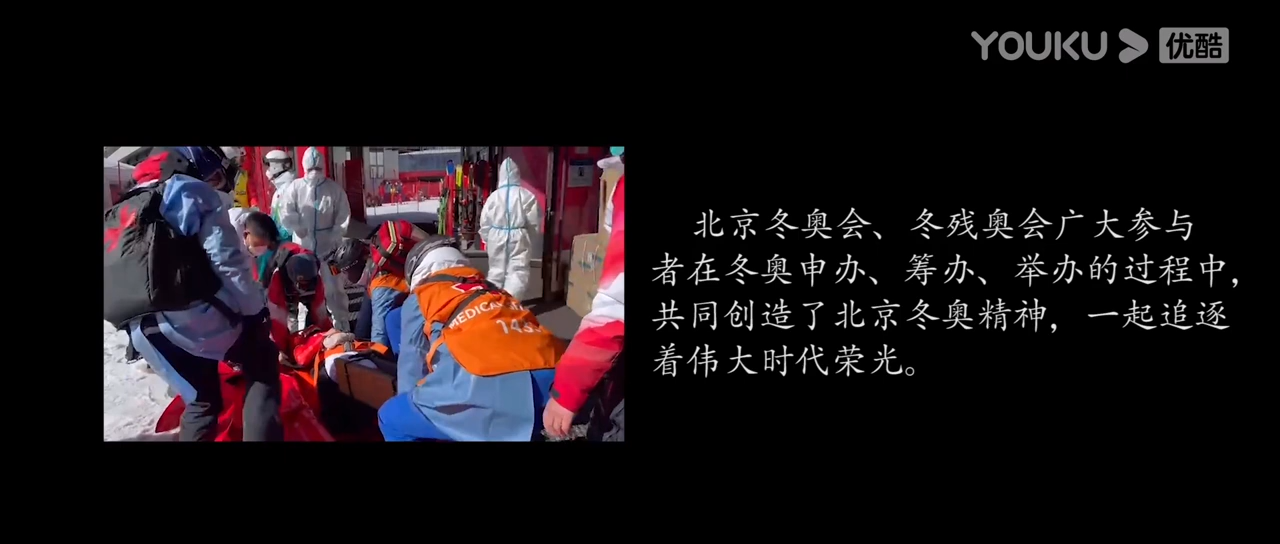 YOUKU 优酷
北京冬奥会、冬残奥会广大参与
者在冬奥申办、筹办、举办的过程中，
共同创造了北京冬奥精神，一起追逐
着伟大时代荣光。
MEDICAL